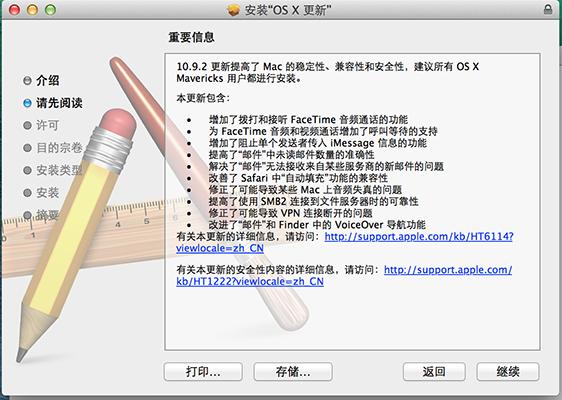 安装“OS X 更新”
重要信息
介绍
请先阅读
许可
目的宗卷
安装类型
安装
摘要
10.9.2 更新提高了 Mac 的稳定性、兼容性和安全性，建议所有 OS X
Mavericks 用户都进行安装。
本更新包含：
• 增加了拨打和接听 FaceTime 音频通话的功能
• 为 FaceTime 音频和视频通话增加了呼叫等待的支持
• 增加了阻止单个发送者传入 iMessage 信息的功能
• 提高了“邮件”中未读邮件数量的准确性
• 解决了“邮件”无法接收来自某些服务商的新邮件的问题
• 改善了 Safari 中“自动填充”功能的兼容性
• 修正了可能导致某些 Mac 上音频失真的问题
• 提高了使用 SMB2 连接到文件服务器时的可靠性
• 修正了可能导致 VPN 连接断开的问题
• 改进了“邮件”和 Finder 中的 VoiceOver 导航功能
有关本更新的详细信息，请访问：http://support.apple.com/kb/HT6114?
viewlocale=zh_CN
有关本更新的安全性内容的详细信息，请访问：http://support.apple.com/
kb/HT1222?viewlocale=zh_CN
打印...
存储...
返回
继续